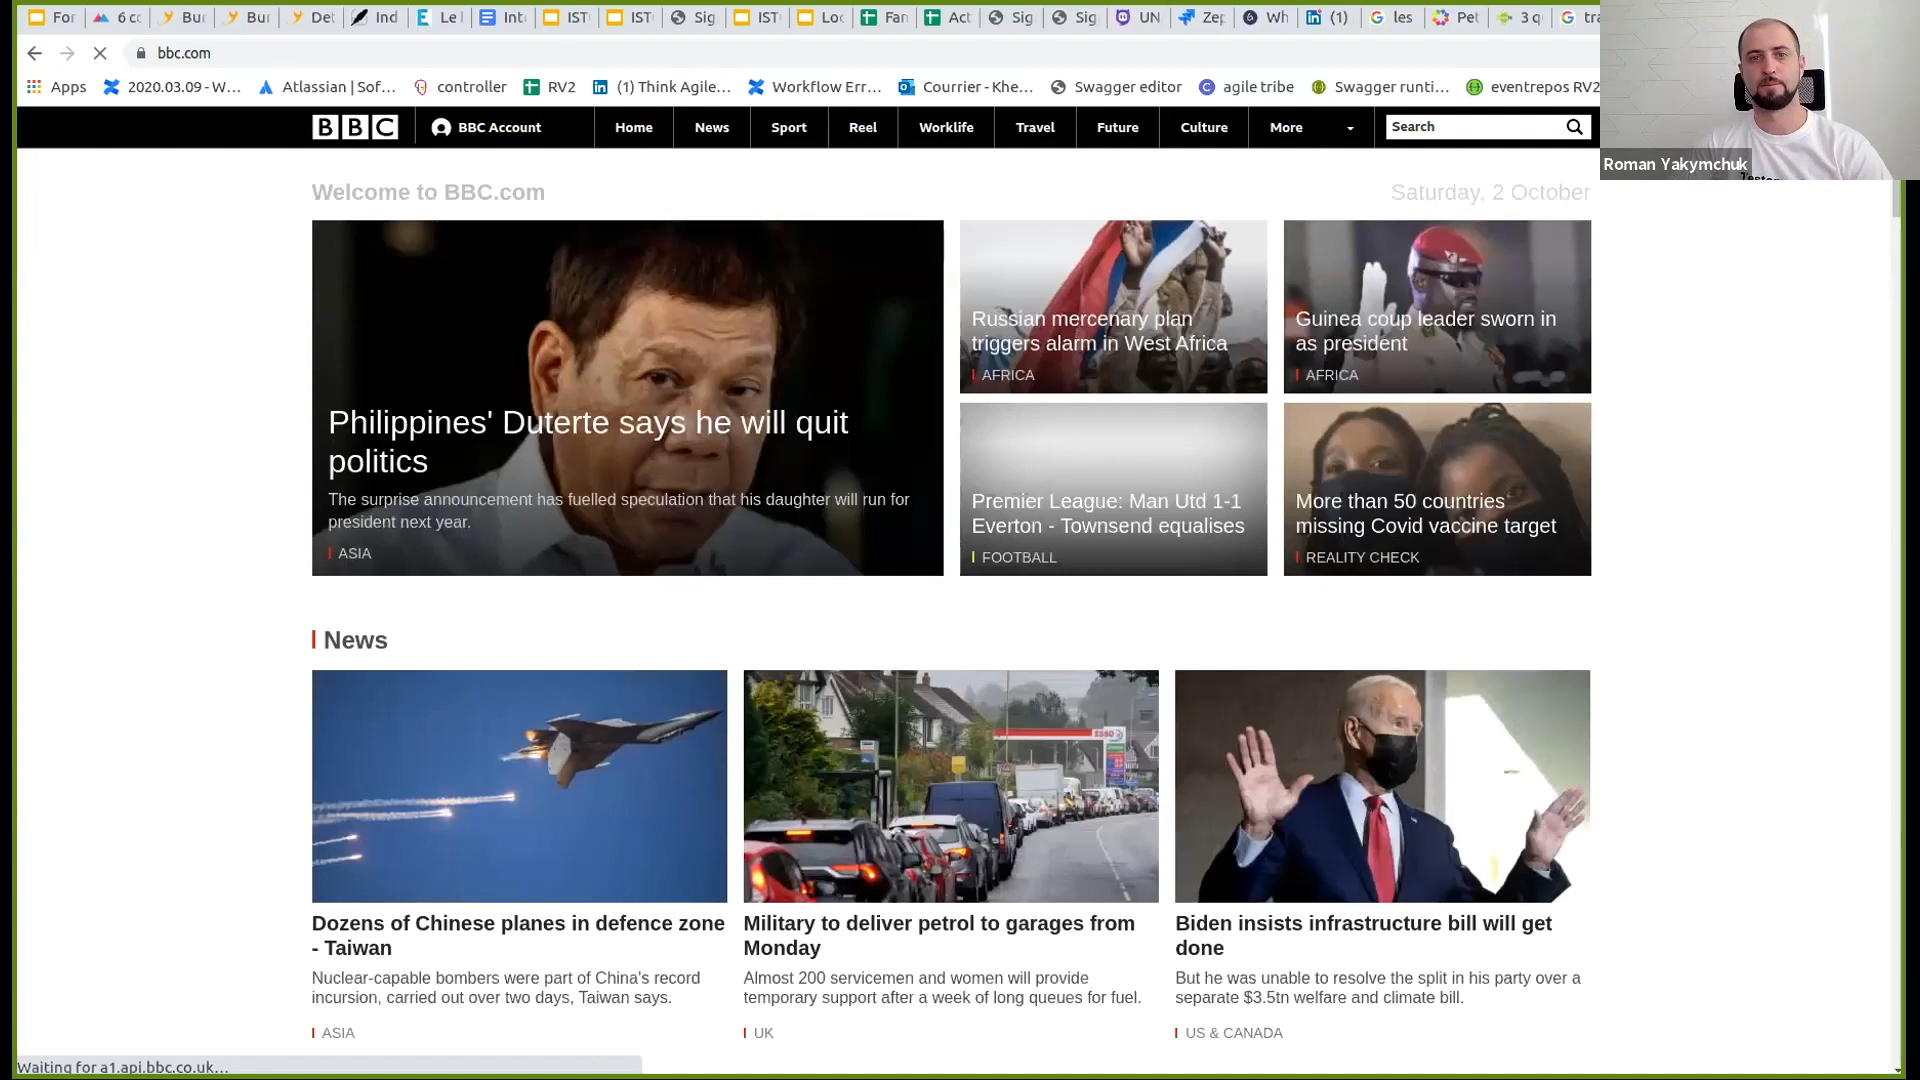 For
6 co
Bu
Bu
Det
Ind
Le
Int
IST
IST
Sig
IST
Loc
Fan
Act
Sig
Sig
UN
Zep
Wh
(1)
les
Pet
3 q
tra
bbc.com
Apps
2020.03.09 - W...
Atlassian | Sof...
controller
RV2
(1) Think Agile...
Workflow Err...
Courrier - Khe...
Swagger editor
agile tribe
Swagger runti...
eventrepos RV2
BBC
BBC Account
Home
News
Sport
Reel
Worklife
Travel
Future
Culture
More
Search
Roman Yakymchuk
Welcome to BBC.com
Saturday, 2 October
Philippines' Duterte says he will quit
politics
The surprise announcement has fuelled speculation that his daughter will run for
president next year.
ASIA
Russian mercenary plan
triggers alarm in West Africa
AFRICA
Guinea coup leader sworn in
as president
AFRICA
Premier League: Man Utd 1-1
Everton - Townsend equalises
FOOTBALL
More than 50 countries
missing Covid vaccine target
REALITY CHECK
News
ESSO
Dozens of Chinese planes in defence zone
- Taiwan
Nuclear-capable bombers were part of China's record
incursion, carried out over two days, Taiwan says.
ASIA
Military to deliver petrol to garages from
Monday
Almost 200 servicemen and women will provide
temporary support after a week of long queues for fuel.
UK
Biden insists infrastructure bill will get
done
But he was unable to resolve the split in his party over a
separate $3.5tn welfare and climate bill.
US & CANADA
Waiting for a1.api.bbc.co.uk...